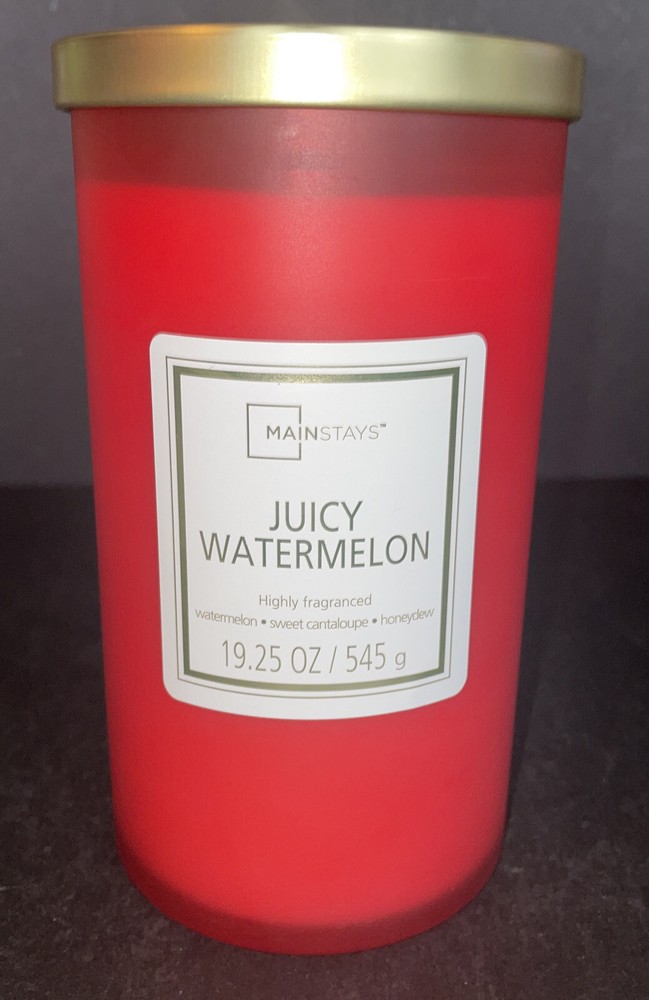 MAINSTAYS™
JUICY
WATERMELON
Highly fragranced
watermelon • sweet cantaloupe • honeydew
19.25 OZ / 545 g